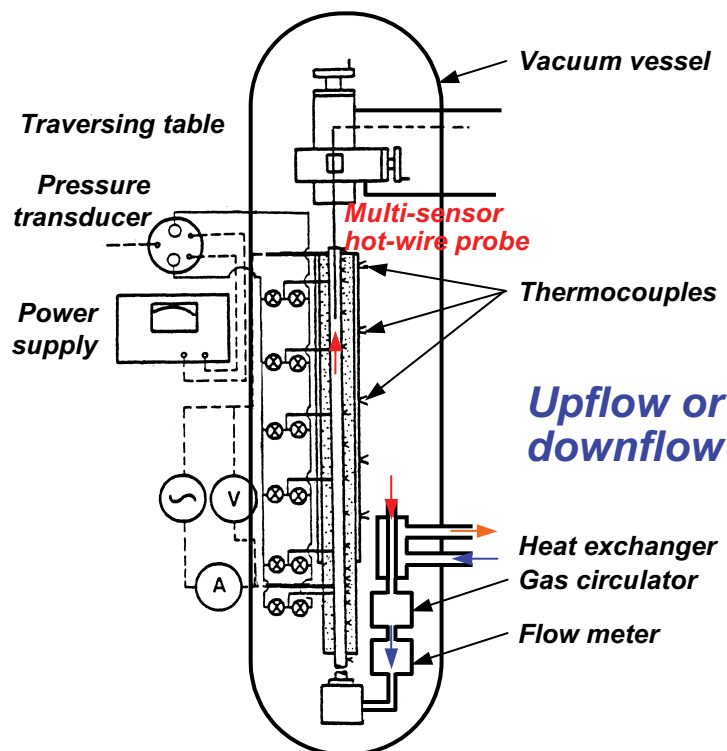 Vacuum vessel
Traversing table
Pressure
transducer
Multi-sensor
hot-wire probe
Thermocouples
Power
supply
Upflow or
downflow
V
A
Heat exchanger
Gas circulator
Flow meter